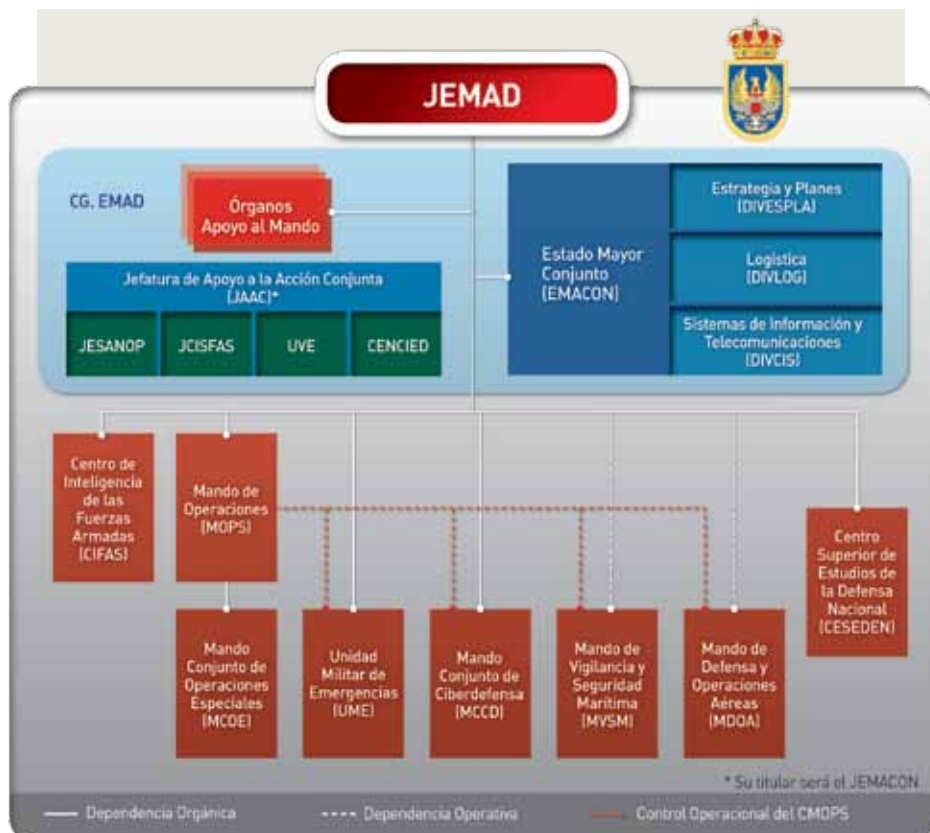 JEMAD
CG. EMAD
Órganos
Apoyo al Mando
Jefatura de Apoyo a la Acción Conjunta
(JAAC)*
JESANOP
JCISFAS
UVE
CENCIED
Estado Mayor
Conjunto
(EMACON)
Estrategia y Planes
(DIVESPLA)
Logística
(DIVLOG)
Sistemas de Información y
Telecomunicaciones
(DIVCIS)
Centro de
Inteligencia
de las
Fuerzas
Armadas
(CIFAS)
Mando de
Operaciones
(MOPS)
Centro
Superior de
Estudios de
la Defensa
Nacional
(CESEDEN)
Mando
Conjunto de
Operaciones
Especiales
(MCOE)
Unidad
Militar de
Emergencias
(UME)
Mando
Conjunto de
Ciberdefensa
(MCCD)
Mando de
Vigilancia y
Seguridad
Marítima
(MVSM)
Mando de
Defensa y
Operaciones
Aéreas
(MDOA)
* Su titular será el JEMACON
Dependencia Orgánica
Dependencia Operativa
Control Operacional del CMOPS